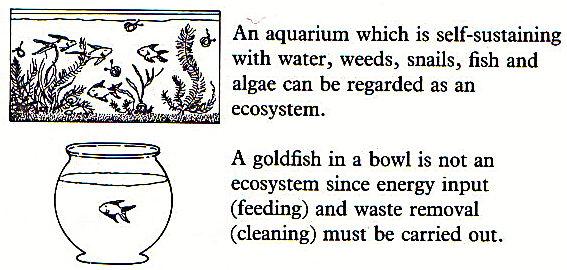 An aquarium which is self-sustaining
with water, weeds, snails, fish and
algae can be regarded as an
ecosystem.
A goldfish in a bowl is not an
ecosystem since energy input
(feeding) and waste removal
(cleaning) must be carried out.